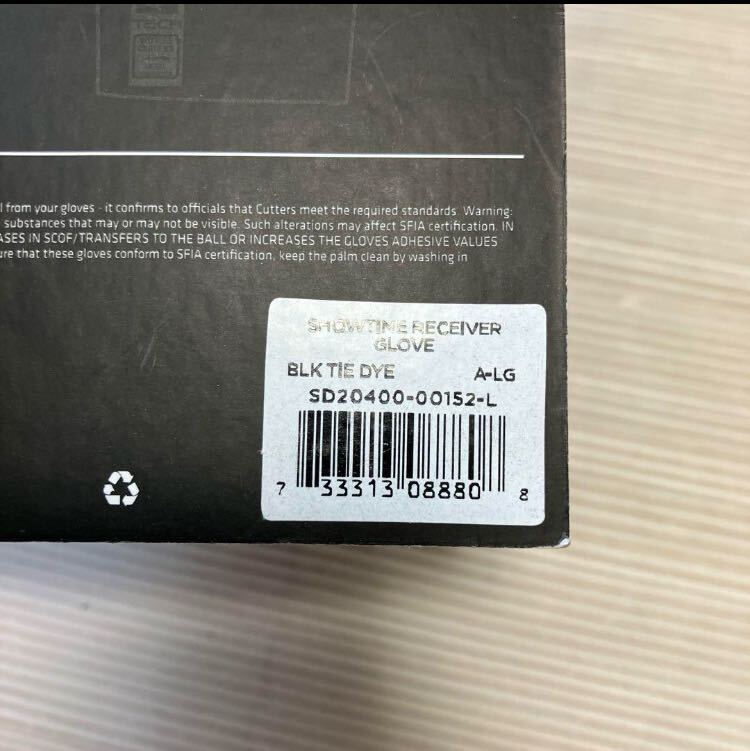 TECH
l from your gloves - it confirms to officials that Cutters meet the required standards. Warning:
substances that may or may not be visible. Such alterations may affect SFIA certification. IN
ASES IN SCOF/TRANSFERS TO THE BALL OR INCREASES THE GLOVES ADHESIVE VALUES
ure that these gloves conform to SFIA certification, keep the palm clean by washing in
SHOWTIME RECEIVER
GLOVE
BLK TIE DYE A-LG
SD20400-00152-L
7 33313 08880 8